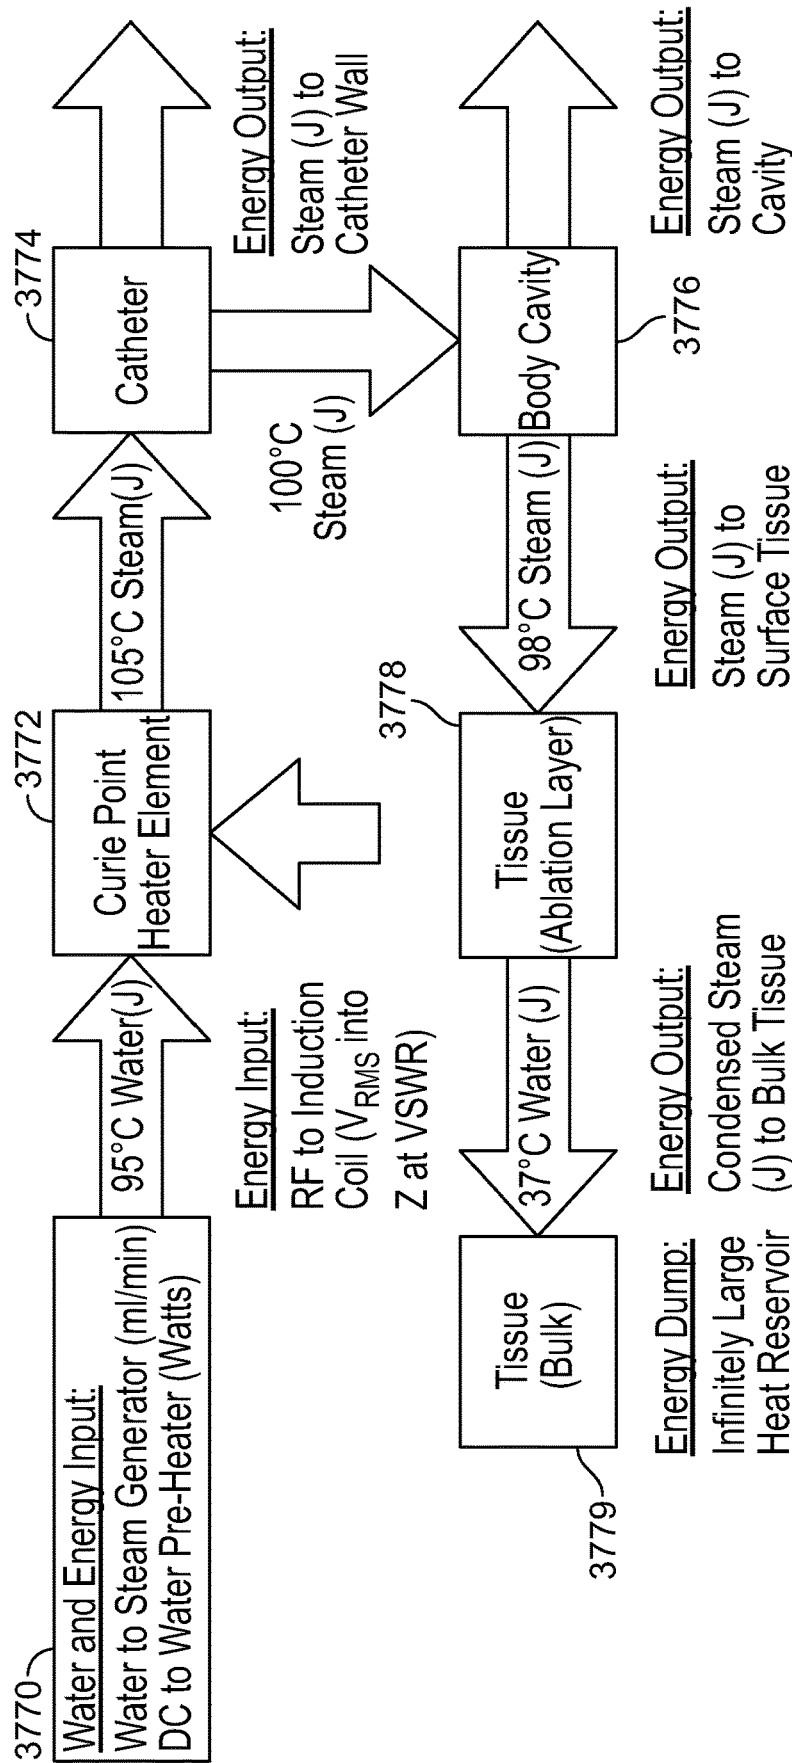 3770
Water and Energy Input:
Water to Steam Generator (ml/min)
DC to Water Pre-Heater (Watts)
95°C Water(J)
3772
Curie Point
Heater Element
Energy Input:
RF to Induction
Coil (VRMS into
Z at VSWR)
105°C Steam(J)
3774
Catheter
Energy Output:
Steam (J) to
Catheter Wall
100°C
Steam (J)
Body Cavity
3776
Energy Output:
Steam (J) to
Cavity
98°C Steam (J)
Energy Output:
Steam (J) to
Surface Tissue
3778
Tissue
(Ablation Layer)
37°C Water (J)
Energy Output:
Condensed Steam
(J) to Bulk Tissue
Tissue
(Bulk)
3779
Energy Dump:
Infinitely Large
Heat Reservoir